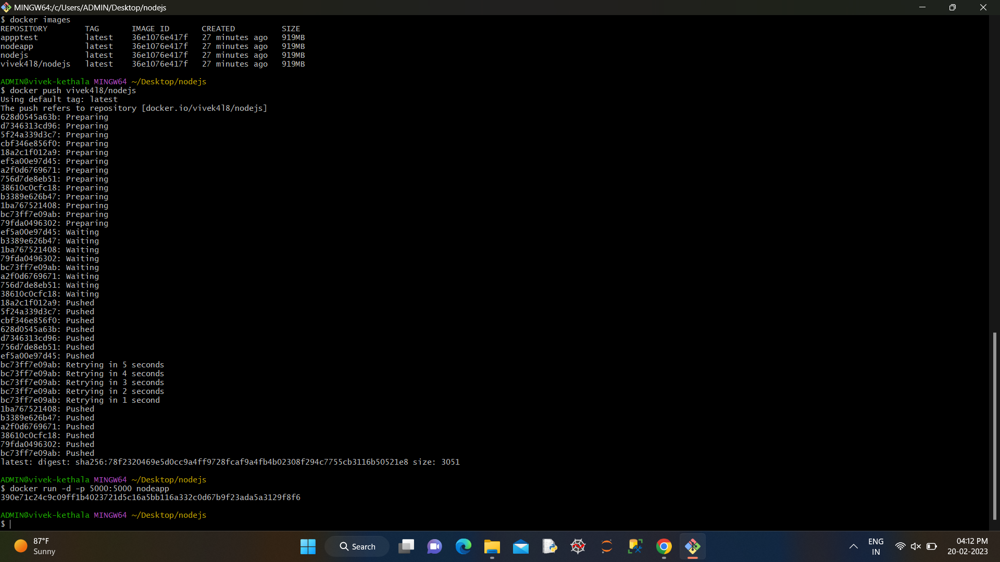 MINGW64:/c/Users/ADMIN/Desktop/nodejs
$ docker images
REPOSITORY TAG IMAGE ID CREATED SIZE
appptest latest 36e1076e417f 27 minutes ago 919MB
nodeapp latest 36e1076e417f 27 minutes ago 919MB
nodejs latest 36e1076e417f 27 minutes ago 919MB
vivek4l8/nodejs latest 36e1076e417f 27 minutes ago 919MB
ADMIN@vivek-kethala MINGW64 ~/Desktop/nodejs
$ docker push vivek4l8/nodejs
Using default tag: latest
The push refers to repository [docker.io/vivek4l8/nodejs]
628d0545a63b: Preparing
d7346313cd96: Preparing
5f24a339d3c7: Preparing
cbf346e856f0: Preparing
18a2c1f012a9: Preparing
ef5a00e97d45: Preparing
a2f0d6769671: Preparing
756d7de8eb51: Preparing
38610c0cfc18: Preparing
b3389e626b47: Preparing
1ba767521408: Preparing
bc73ff7e09ab: Preparing
79fda0496302: Preparing
ef5a00e97d45: Waiting
b3389e626b47: Waiting
1ba767521408: Waiting
79fda0496302: Waiting
bc73ff7e09ab: Waiting
a2f0d6769671: Waiting
756d7de8eb51: Waiting
38610c0cfc18: Waiting
18a2c1f012a9: Pushed
5f24a339d3c7: Pushed
cbf346e856f0: Pushed
628d0545a63b: Pushed
d7346313cd96: Pushed
756d7de8eb51: Pushed
ef5a00e97d45: Pushed
bc73ff7e09ab: Retrying in 5 seconds
bc73ff7e09ab: Retrying in 4 seconds
bc73ff7e09ab: Retrying in 3 seconds
bc73ff7e09ab: Retrying in 2 seconds
bc73ff7e09ab: Retrying in 1 second
1ba767521408: Pushed
b3389e626b47: Pushed
a2f0d6769671: Pushed
38610c0cfc18: Pushed
79fda0496302: Pushed
bc73ff7e09ab: Pushed
latest: digest: sha256:78f2320469e5d0cc9a4ff9728fcaf9a4fb4b02308f294c7755cb3116b50521e8 size: 3051
ADMIN@vivek-kethala MINGW64 ~/Desktop/nodejs
$ docker run -d -p 5000:5000 nodeapp
390e71c24c9c09ff1b4023721d5c16a5bb116a332c0d67b9f23ada5a3129f8f6
ADMIN@vivek-kethala MINGW64 ~/Desktop/nodejs
$
87°F
Sunny
Search
ENG
IN
04:12 PM
20-02-2023